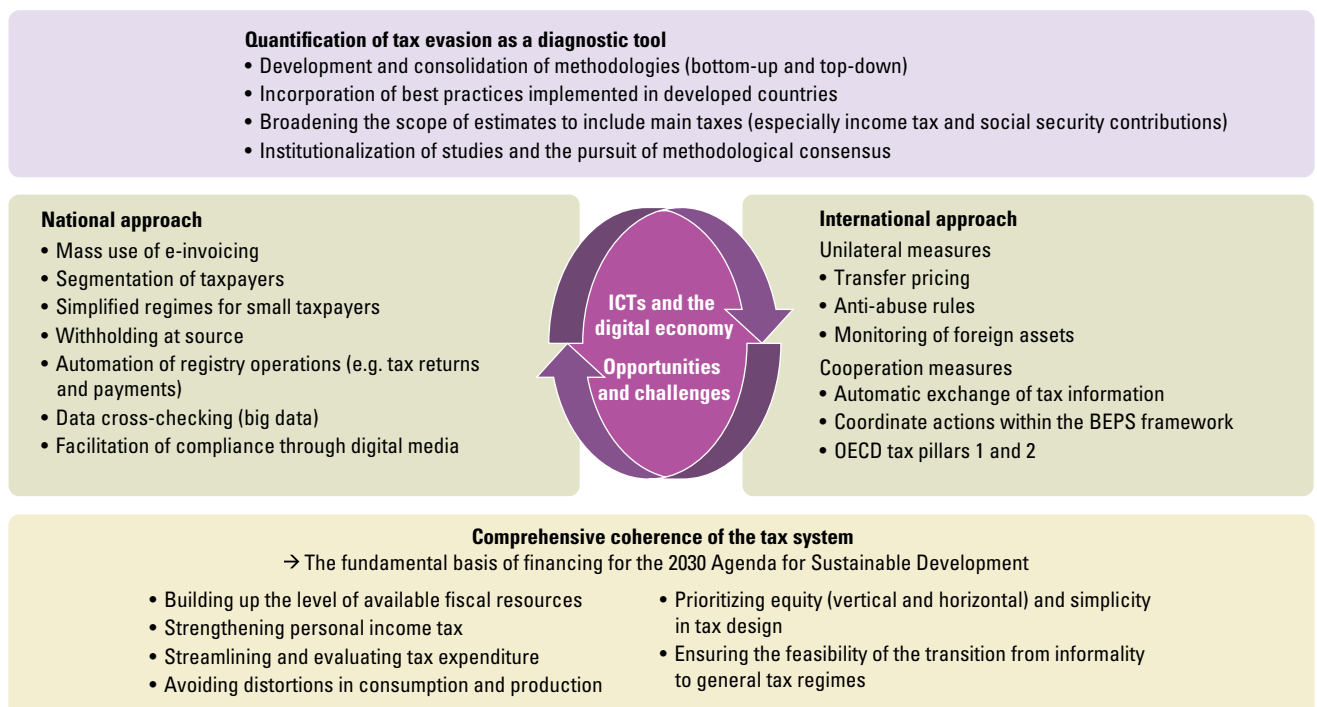 Quantification of tax evasion as a diagnostic tool
• Development and consolidation of methodologies (bottom-up and top-down)
• Incorporation of best practices implemented in developed countries
• Broadening the scope of estimates to include main taxes (especially income tax and social security contributions)
• Institutionalization of studies and the pursuit of methodological consensus
National approach
• Mass use of e-invoicing
• Segmentation of taxpayers
• Simplified regimes for small taxpayers
• Withholding at source
• Automation of registry operations (e.g. tax returns
and payments)
• Data cross-checking (big data)
• Facilitation of compliance through digital media
ICTs and the
digital economy
Opportunities
and challenges
International approach
Unilateral measures
• Transfer pricing
• Anti-abuse rules
• Monitoring of foreign assets
Cooperation measures
• Automatic exchange of tax information
• Coordinate actions within the BEPS framework
• OECD tax pillars 1 and 2
Comprehensive coherence of the tax system
→ The fundamental basis of financing for the 2030 Agenda for Sustainable Development
• Building up the level of available fiscal resources
• Strengthening personal income tax
• Streamlining and evaluating tax expenditure
• Avoiding distortions in consumption and production
• Prioritizing equity (vertical and horizontal) and simplicity
in tax design
• Ensuring the feasibility of the transition from informality
to general tax regimes